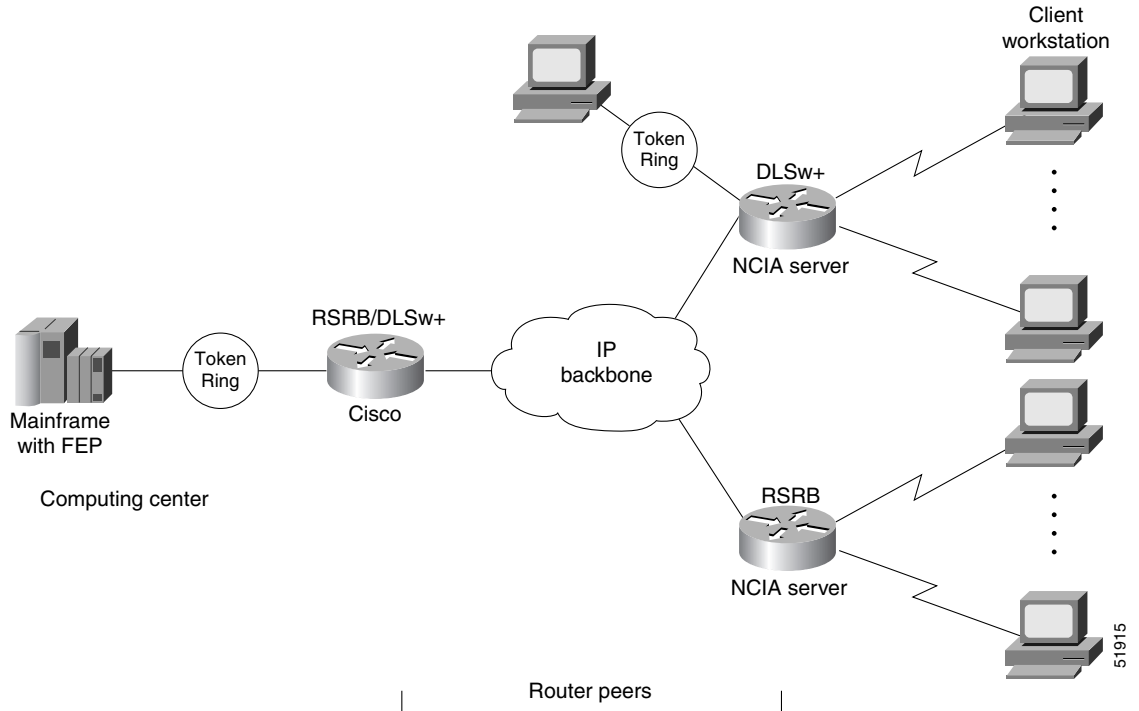 Client
workstation
Token
Ring
DLSw+
NCIA server
RSRB/DLSw+
Token
Ring
IP
backbone
Cisco
Mainframe
with FEP
Computing center
RSRB
NCIA server
51915
Router peers